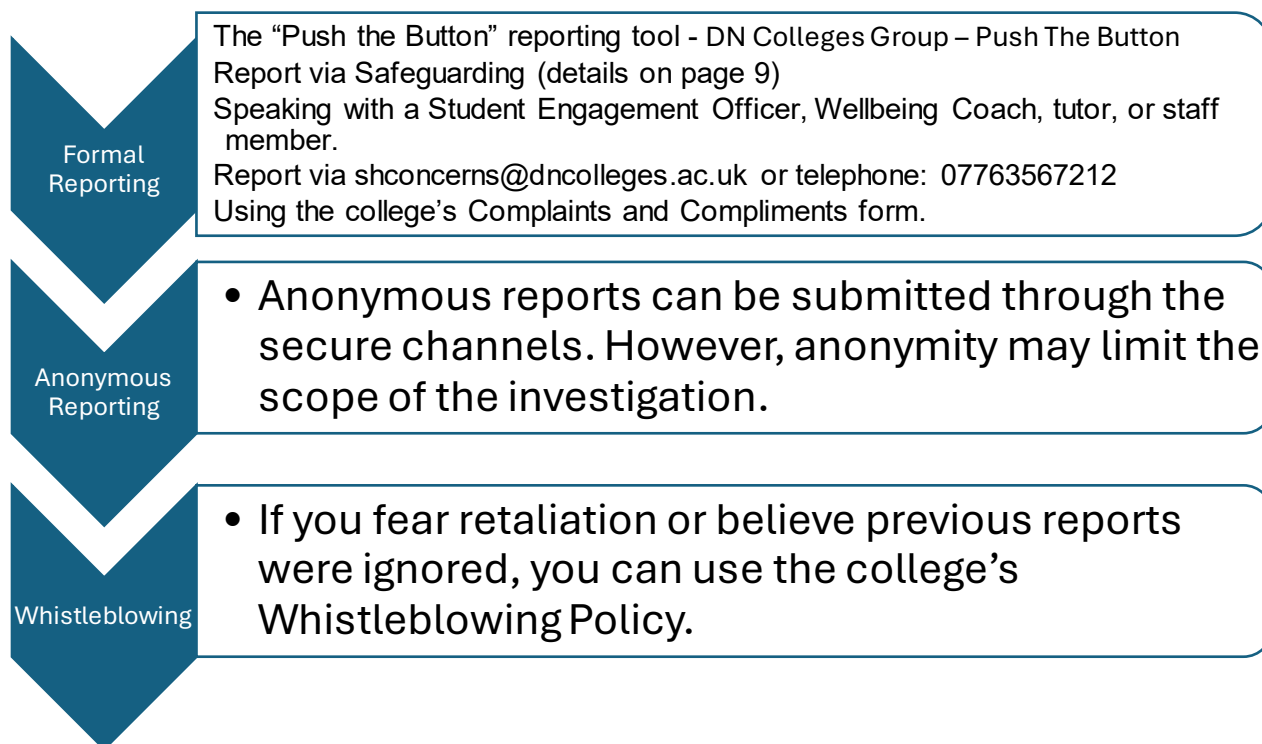 Formal
Reporting
The “Push the Button” reporting tool - DN Colleges Group – Push The Button
Report via Safeguarding (details on page 9)
Speaking with a Student Engagement Officer, Wellbeing Coach, tutor, or staff
member.
Report via shconcerns@dncolleges.ac.uk or telephone: 07763567212
Using the college’s Complaints and Compliments form.
Anonymous
Reporting
• Anonymous reports can be submitted through the
secure channels. However, anonymity may limit the
scope of the investigation.
Whistleblowing
• If you fear retaliation or believe previous reports
were ignored, you can use the college’s
Whistleblowing Policy.